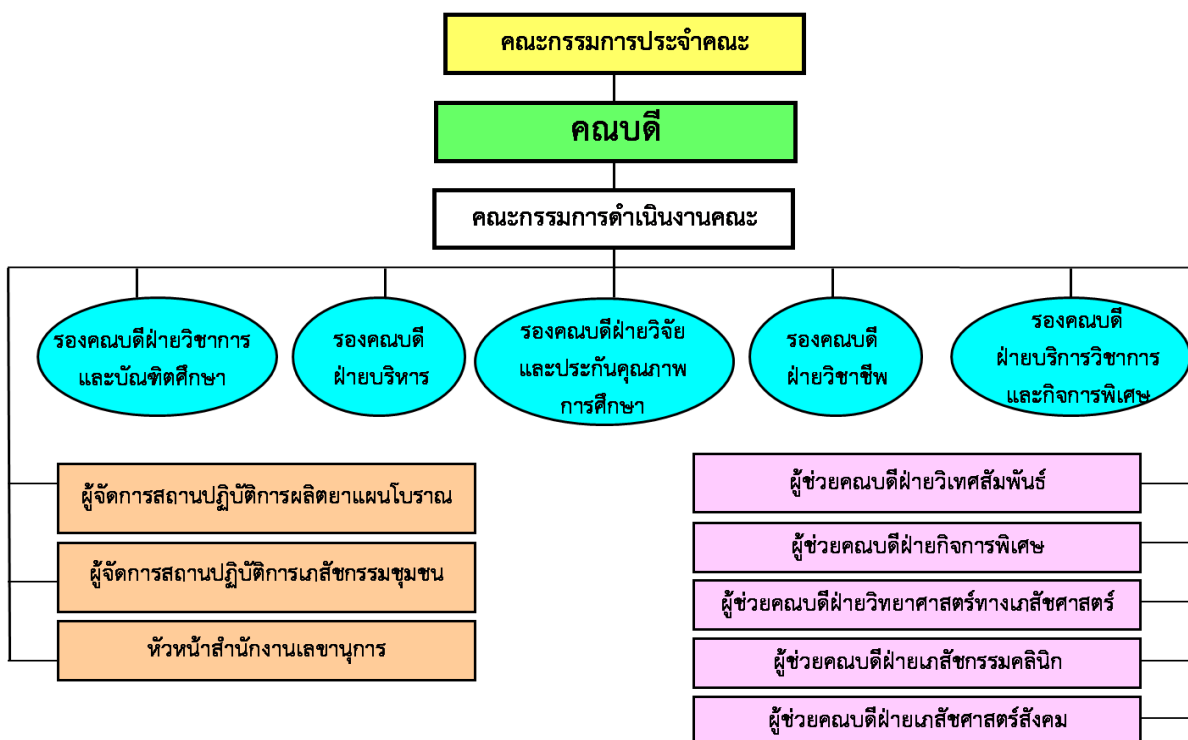 คณะกรรมการประจำคณะ
คณบดี
คณะกรรมการดำเนินงานคณะ
รองคณบดีฝ่ายวิชาการ
และบัณฑิตศึกษา
รองคณบดี
ฝ่ายบริหาร
รองคณบดีฝ่ายวิจัย
และประกันคุณภาพ
การศึกษา
รองคณบดี
ฝ่ายวิชาชีพ
รองคณบดี
ฝ่ายบริการวิชาการ
และกิจการพิเศษ
ผู้จัดการสถานปฏิบัติการผลิตยาแผนโบราณ
ผู้จัดการสถานปฏิบัติการเภสัชกรรมชุมชน
หัวหน้าสำนักงานเลขานุการ
ผู้ช่วยคณบดีฝ่ายวิเทศสัมพันธ์
ผู้ช่วยคณบดีฝ่ายกิจการพิเศษ
ผู้ช่วยคณบดีฝ่ายวิทยาศาสตร์ทางเภสัชศาสตร์
ผู้ช่วยคณบดีฝ่ายเภสัชกรรมคลินิก
ผู้ช่วยคณบดีฝ่ายเภสัชศาสตร์สังคม